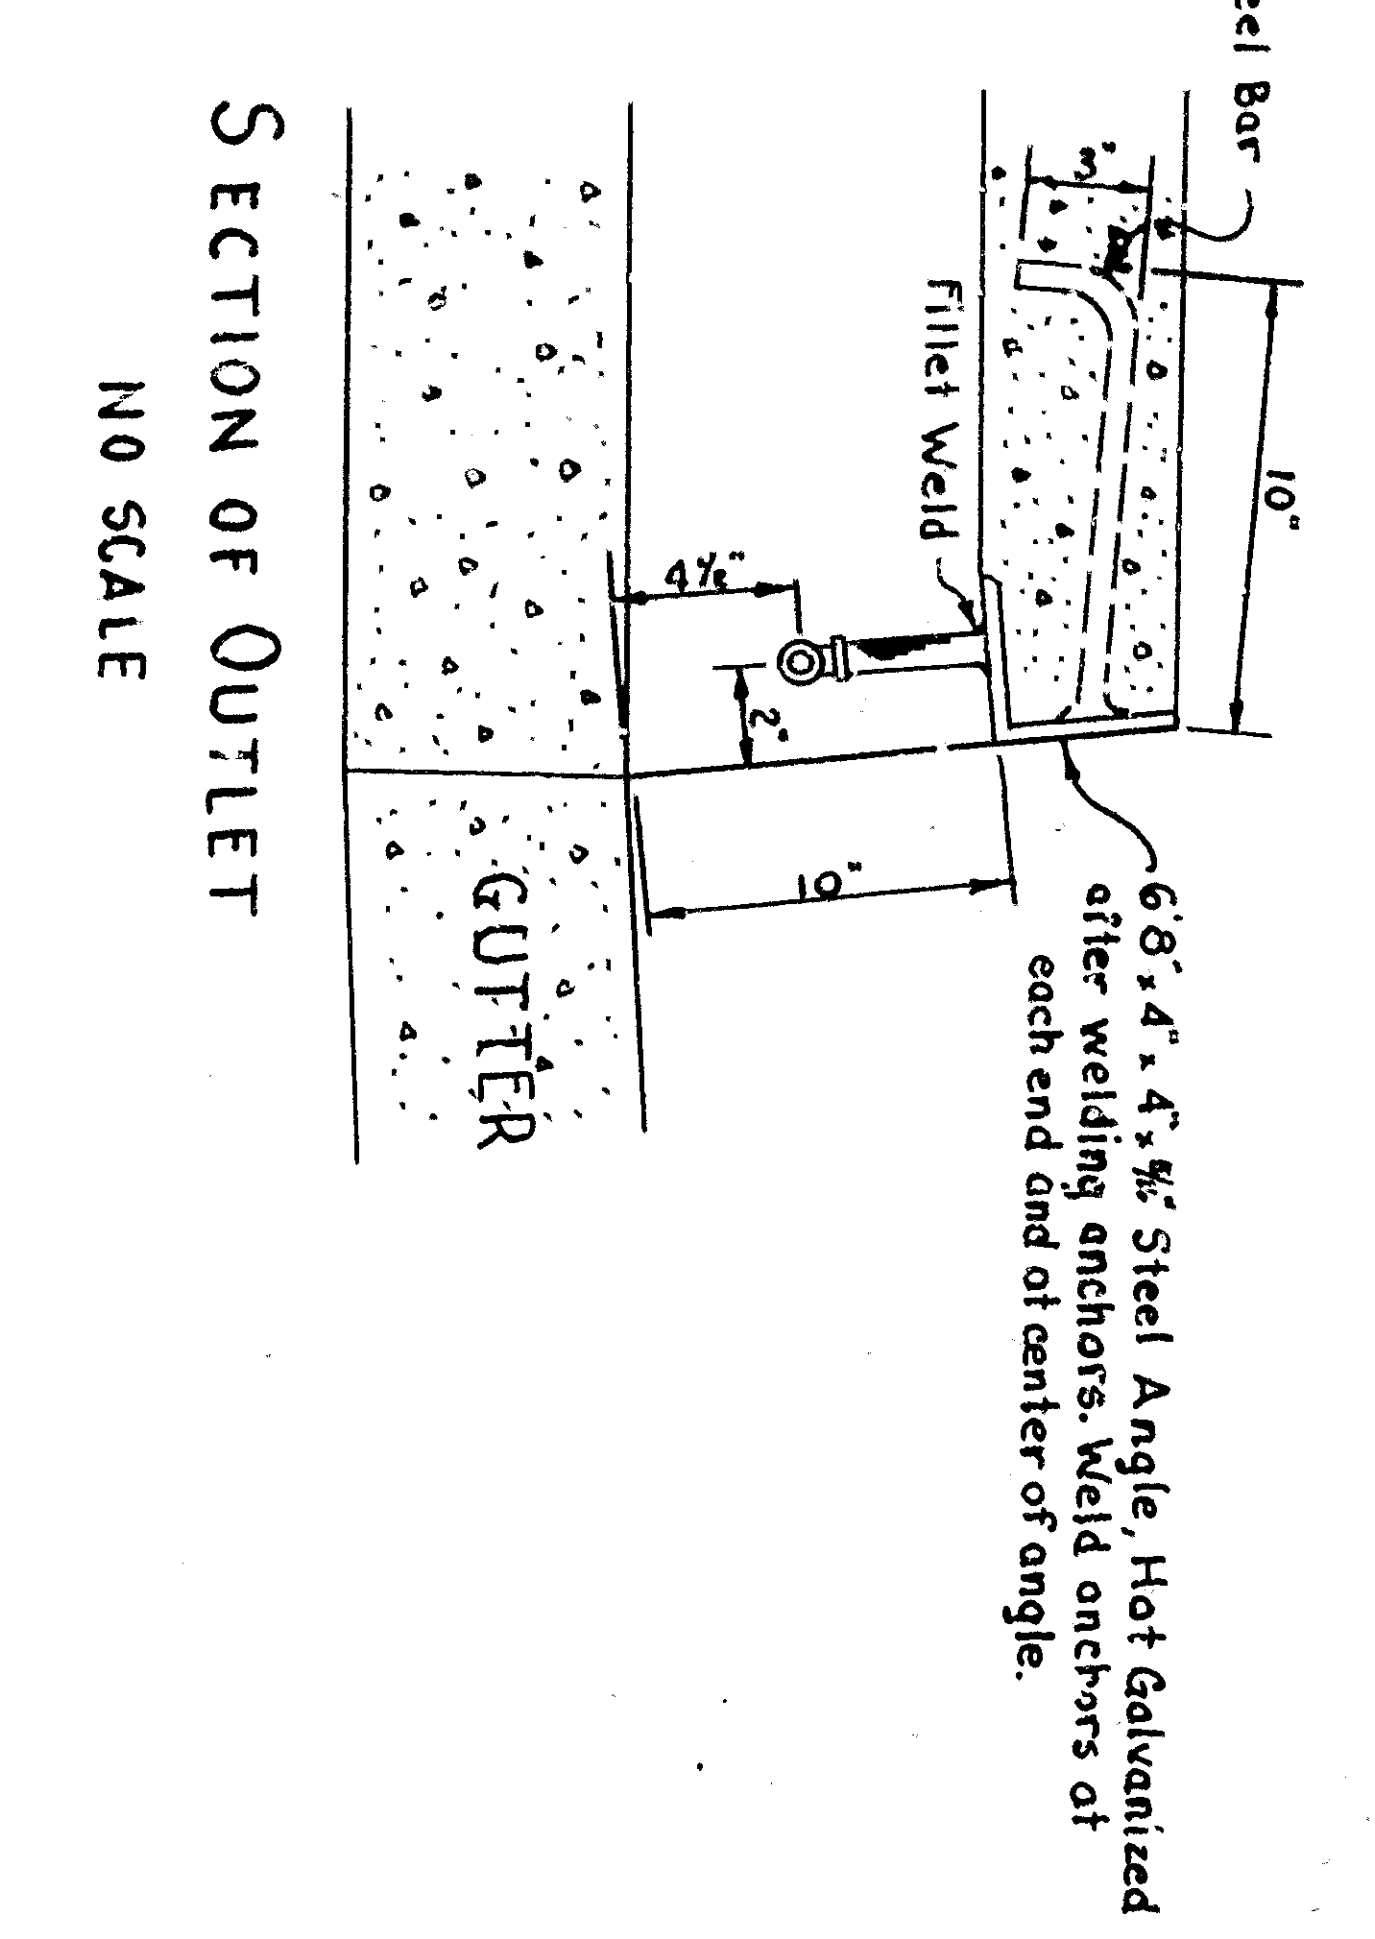 eel Bar
3"
10"
Fillet Weld
4 ½"
2"
10"
6'8" x 4" x 4" x 5/16" Steel Angle, Hot Galvanized
after welding anchors. Weld anchors at
each end and at center of angle.
GUTTER
SECTION OF OUTLET
NO SCALE